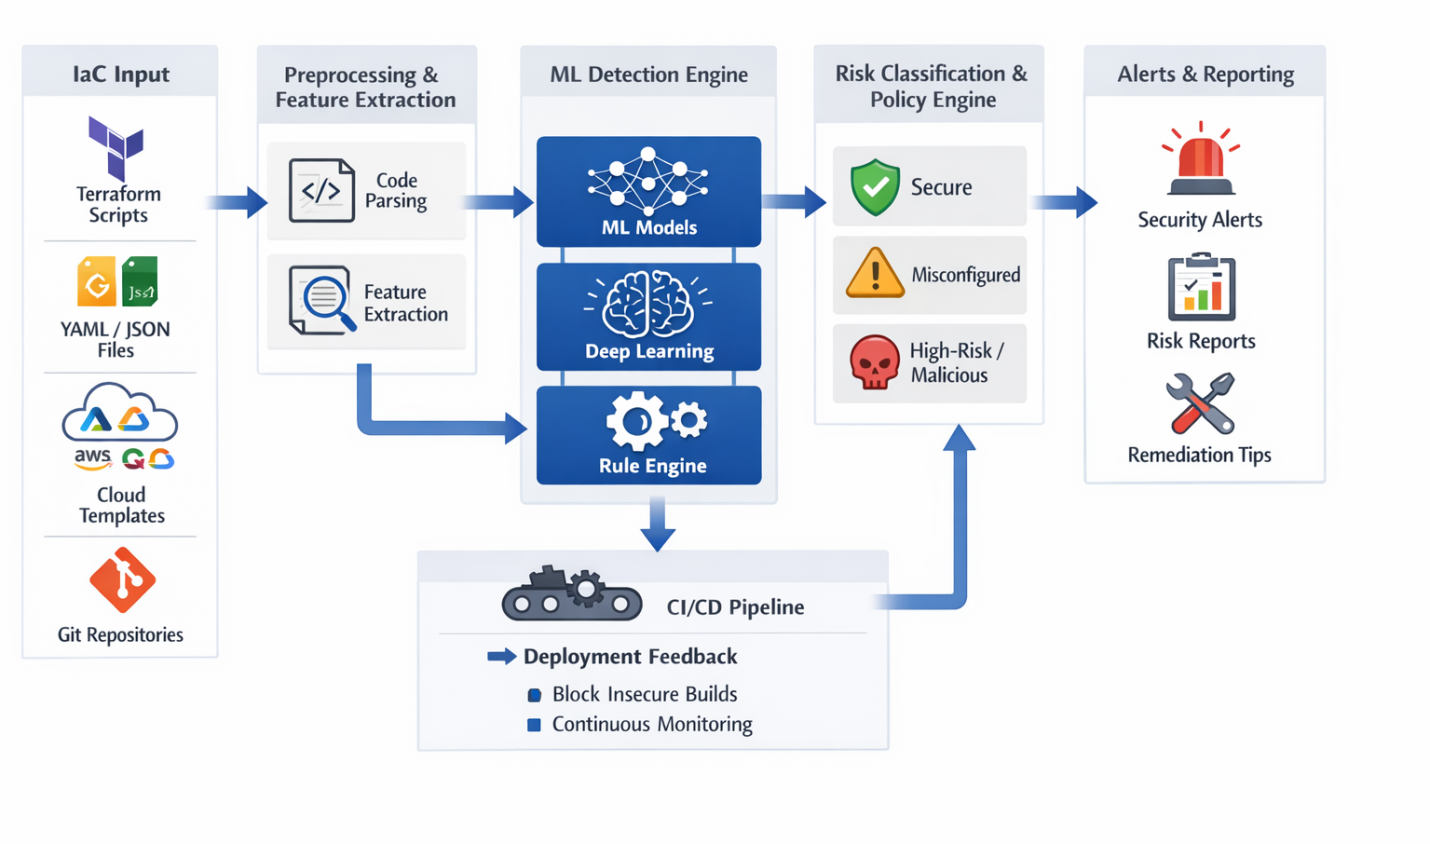 IaC Input
Terraform
Scripts
YAML / JSON
Files
aws
Cloud
Templates
Git Repositories
Preprocessing &
Feature Extraction
</>
Code
Parsing
Feature
Extraction
ML Detection Engine
ML Models
Deep Learning
Rule Engine
Risk Classification &
Policy Engine
Secure
Misconfigured
High-Risk /
Malicious
Alerts & Reporting
Security Alerts
Risk Reports
Remediation Tips
CI/CD Pipeline
Deployment Feedback
Block Insecure Builds
Continuous Monitoring